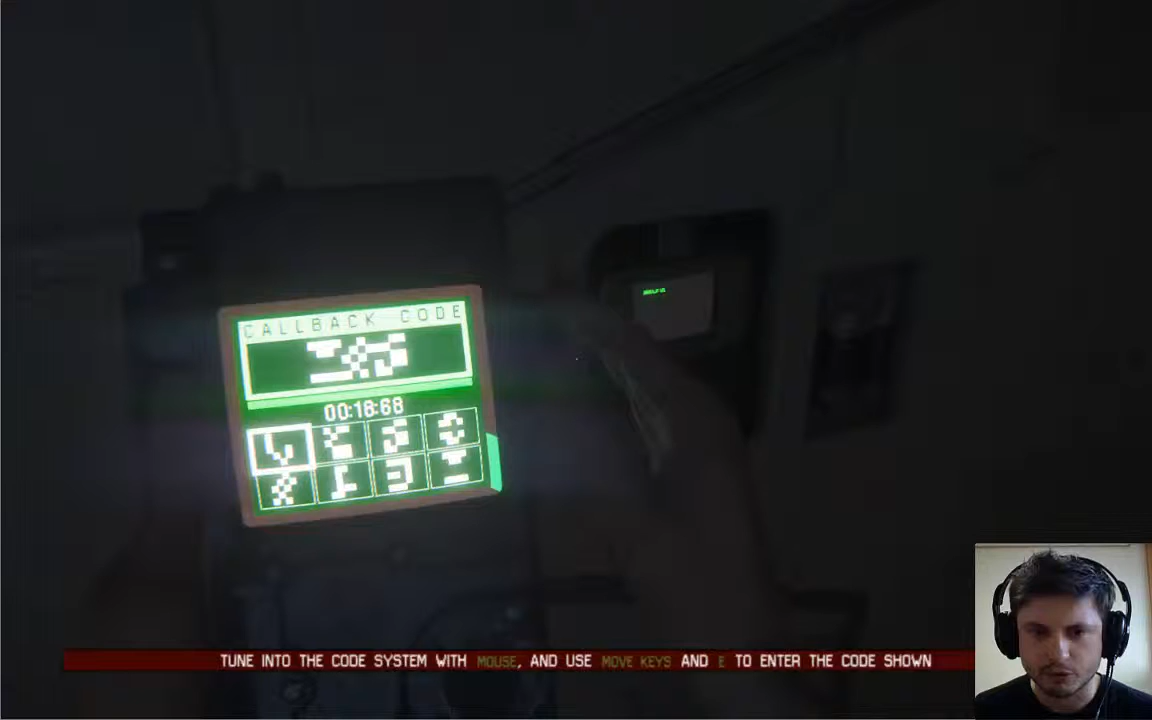 CALLBACK CODE
00:16:68
TUNE INTO THE CODE SYSTEM WITH MOUSE, AND USE MOVE KEYS AND E TO ENTER THE CODE SHOWN